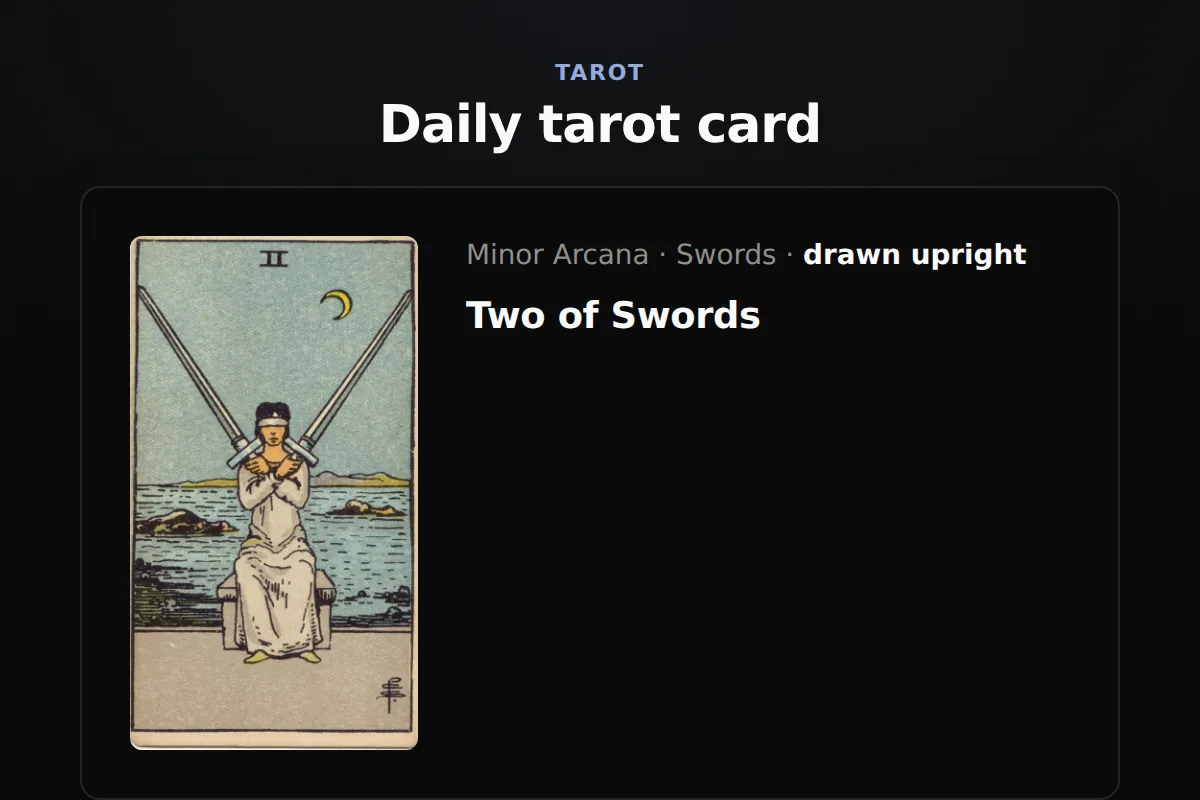 TAROT
Daily tarot card
II
Minor Arcana · Swords · drawn upright
Two of Swords